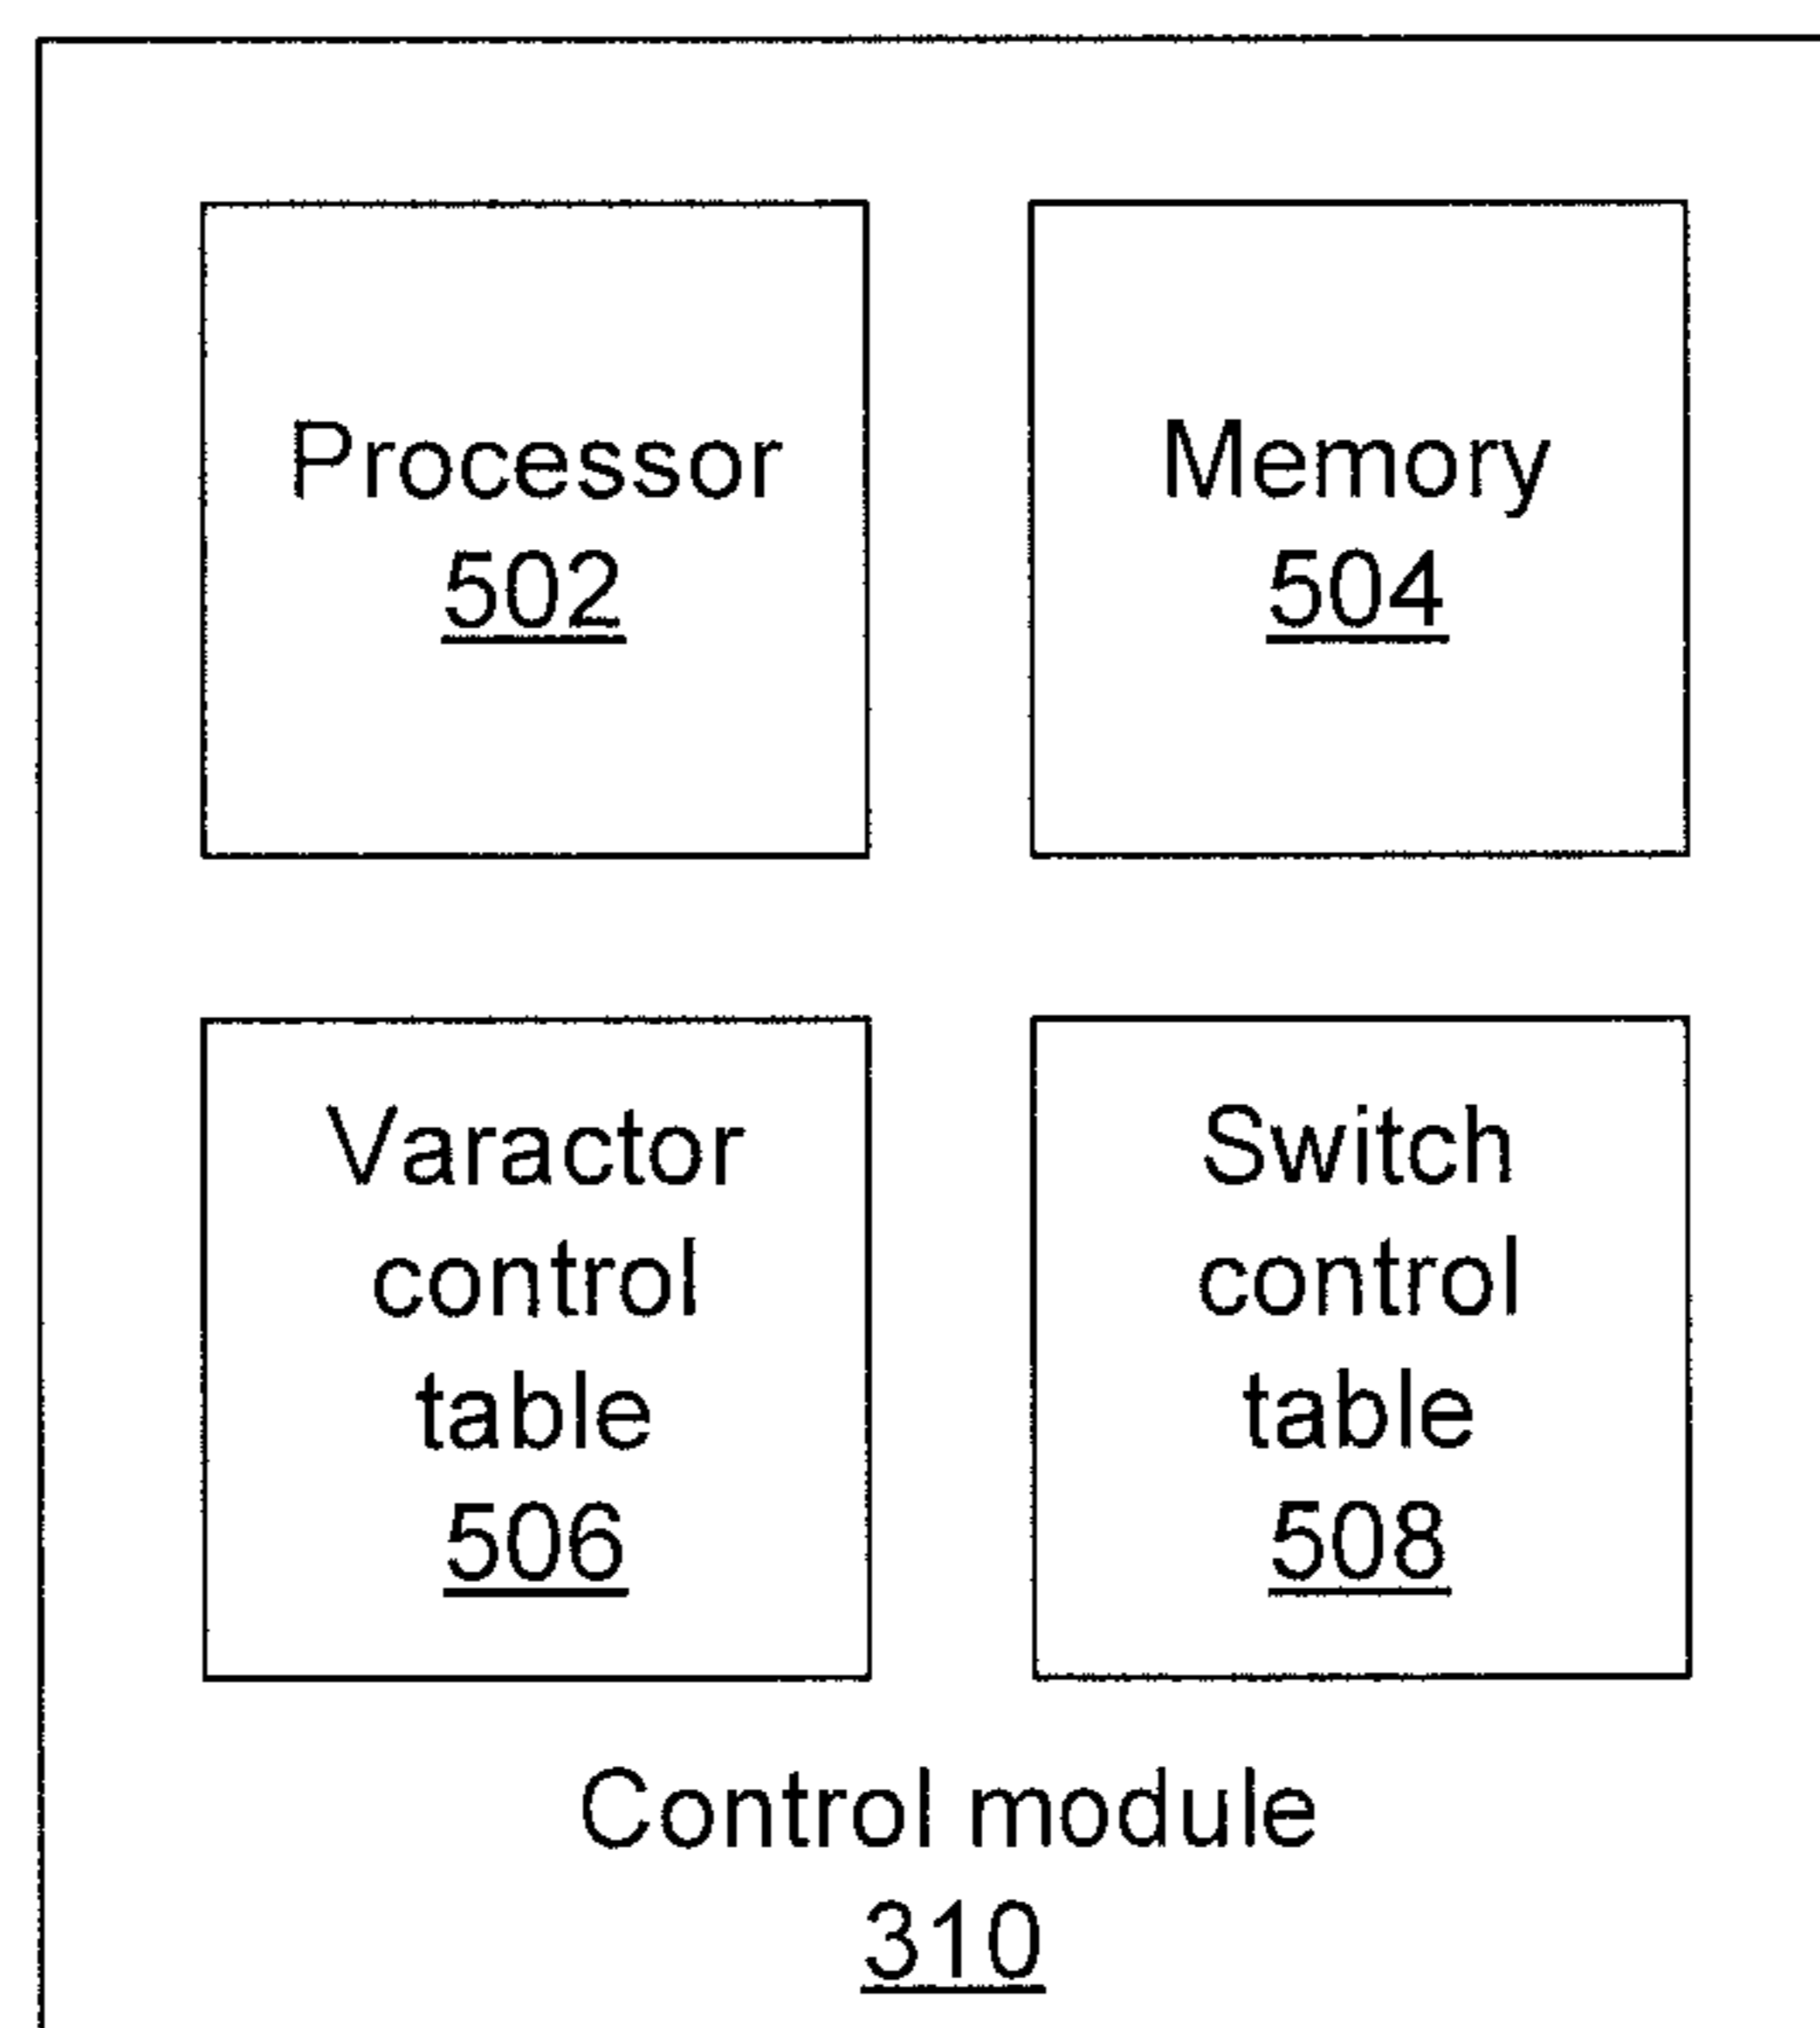 Processor
502
Memory
504
Varactor
control
table
506
Switch
control
table
508
Control module
310